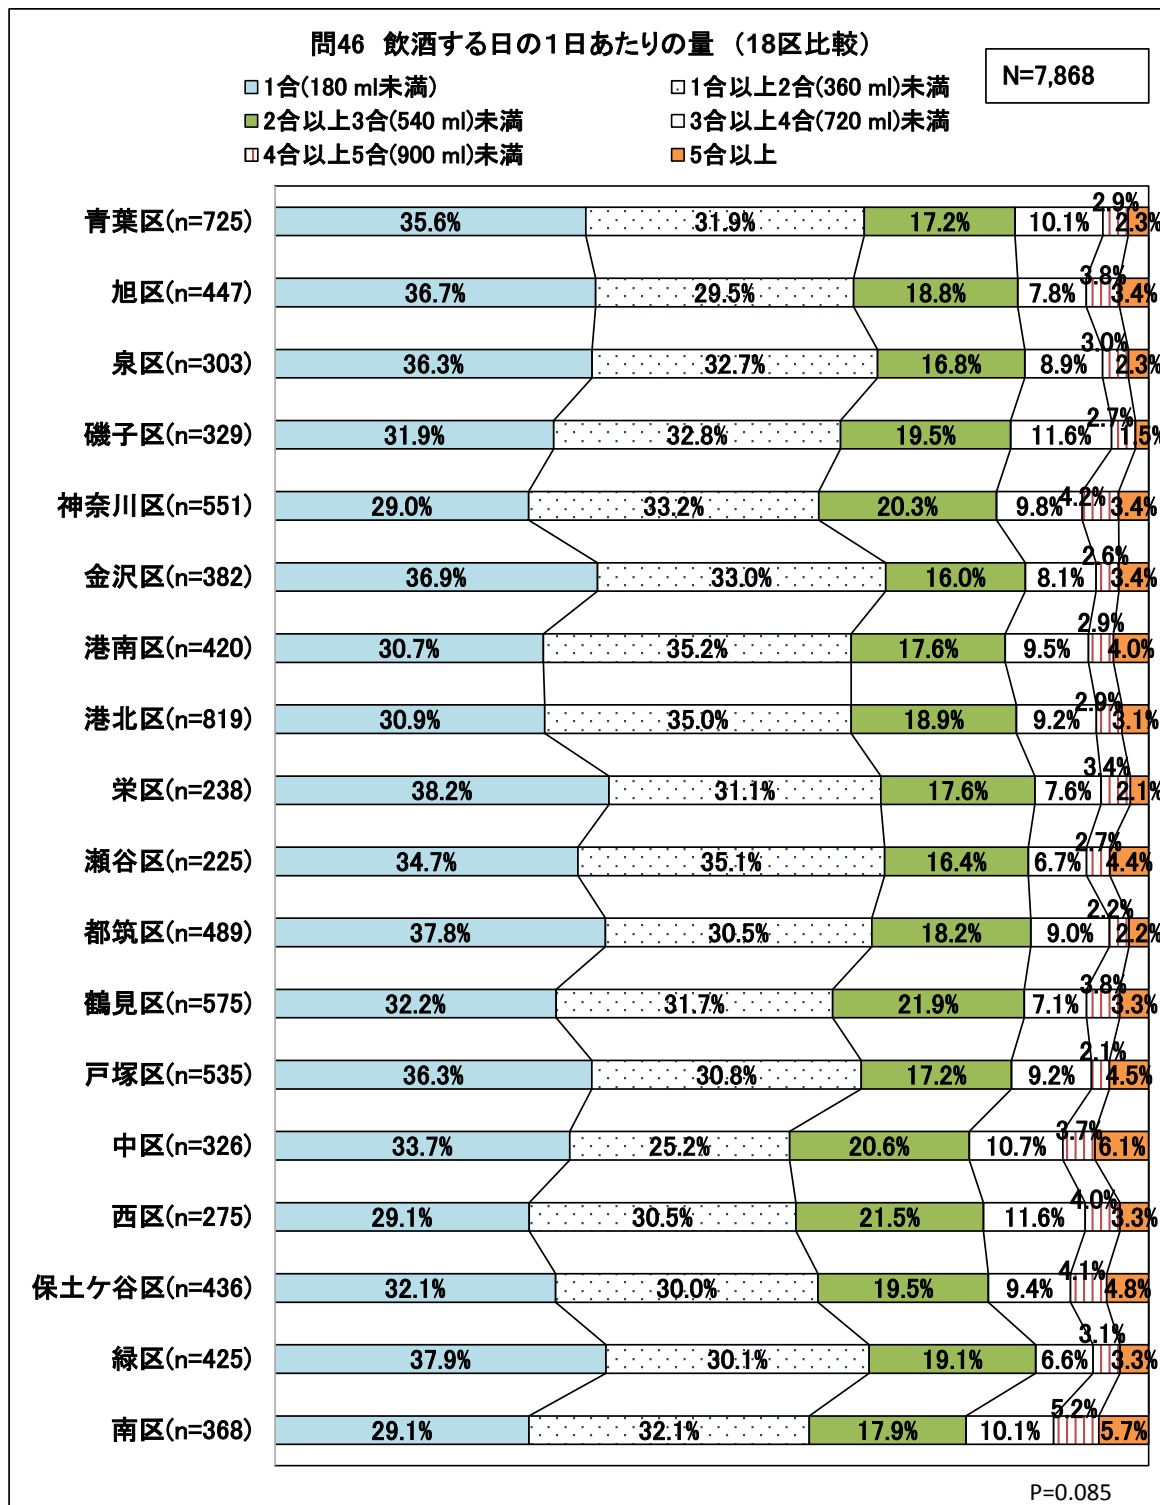 問46 飲酒する日の1日あたりの量 （18区比較）
N=7,868
1合(180 ml未満)
1合以上2合(360 ml)未満
2合以上3合(540 ml)未満
3合以上4合(720 ml)未満
4合以上5合(900 ml)未満
5合以上
青葉区(n=725) 35.6% 31.9% 17.2% 10.1% 2.9% 2.3%
旭区(n=447) 36.7% 29.5% 18.8% 7.8% 3.8% 3.4%
泉区(n=303) 36.3% 32.7% 16.8% 8.9% 3.0% 2.3%
磯子区(n=329) 31.9% 32.8% 19.5% 11.6% 2.7% 1.5%
神奈川区(n=551) 29.0% 33.2% 20.3% 9.8% 4.2% 3.4%
金沢区(n=382) 36.9% 33.0% 16.0% 8.1% 2.6% 3.4%
港南区(n=420) 30.7% 35.2% 17.6% 9.5% 2.9% 4.0%
港北区(n=819) 30.9% 35.0% 18.9% 9.2% 2.9% 3.1%
栄区(n=238) 38.2% 31.1% 17.6% 7.6% 3.4% 2.1%
瀬谷区(n=225) 34.7% 35.1% 16.4% 6.7% 2.7% 4.4%
都筑区(n=489) 37.8% 30.5% 18.2% 9.0% 2.2% 2.2%
鶴見区(n=575) 32.2% 31.7% 21.9% 7.1% 3.8% 3.3%
戸塚区(n=535) 36.3% 30.8% 17.2% 9.2% 2.1% 4.5%
中区(n=326) 33.7% 25.2% 20.6% 10.7% 3.7% 6.1%
西区(n=275) 29.1% 30.5% 21.5% 11.6% 4.0% 3.3%
保土ケ谷区(n=436) 32.1% 30.0% 19.5% 9.4% 4.1% 4.8%
緑区(n=425) 37.9% 30.1% 19.1% 6.6% 3.1% 3.3%
南区(n=368) 29.1% 32.1% 17.9% 10.1% 5.2% 5.7%
P=0.085